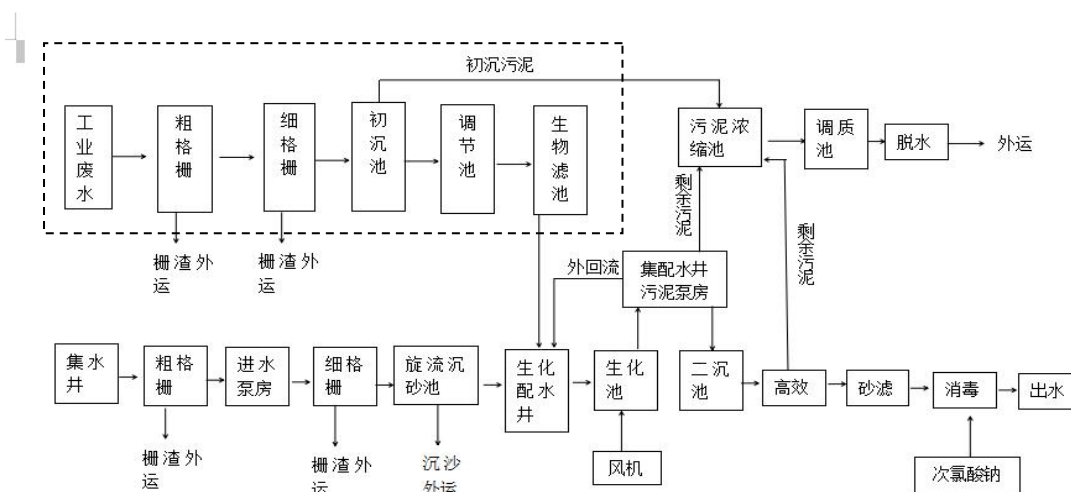 初沉污泥
工
业
废
水
粗
格
栅
细
格
栅
初
沉
池
调
节
池
生
物
滤
池
污泥浓
缩池
调质
池
脱水
外运
栅渣外
运
栅渣外
运
剩余污泥
剩余污泥
外回流
集配水井
污泥泵房
集水
井
粗格
栅
进水
泵房
细格
栅
旋流沉
砂池
生化
配水
井
生化
池
二沉
池
高效
砂滤
消毒
出水
栅渣外
运
栅渣外
运
沉沙
外运
风机
次氯酸钠